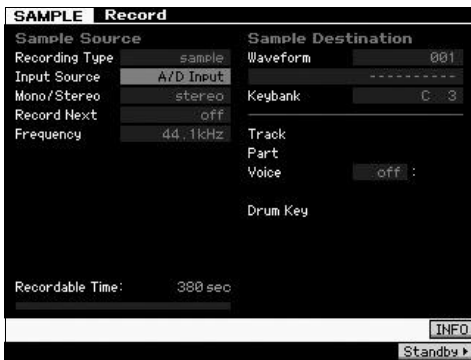 SAMPLE Record
Sample Source
Recording Type sample
Input Source A/D Input
Mono/Stereo stereo
Record Next off
Frequency 44.1kHz
Recordable Time: 380 sec
Sample Destination
Waveform 001
----------
Keybank C 3
Track
Part
Voice off :
Drum Key
INFO
Standby